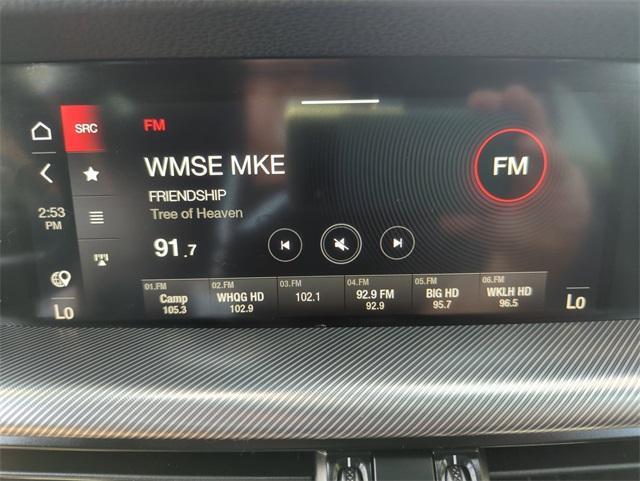 SRC
FM
WMSE MKE
FRIENDSHIP
Tree of Heaven
FM
2:53
PM
91.7
01.FM
Camp
105.3
02.FM
WHQG HD
102.9
03.FM
102.1
04.FM
92.9 FM
92.9
05.FM
BIG HD
95.7
06.FM
WKLH HD
96.5
Lo
Lo